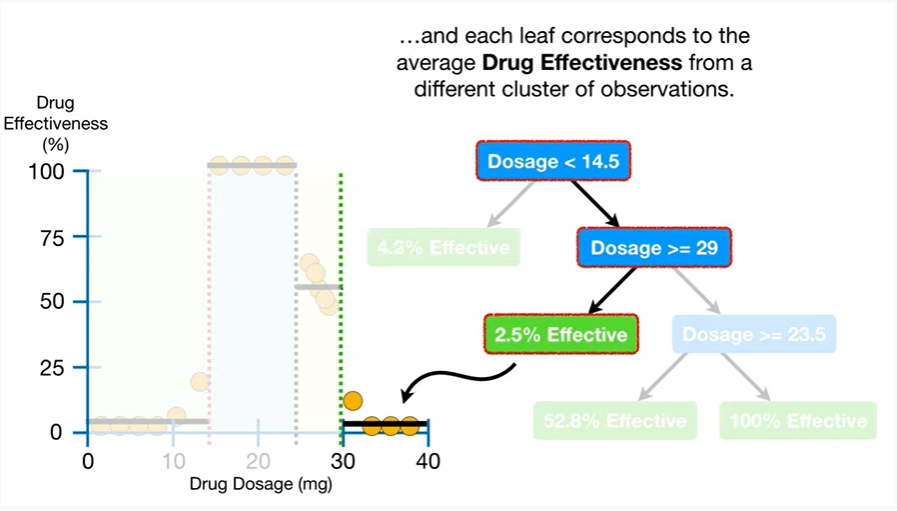 …and each leaf corresponds to the
average Drug Effectiveness from a
different cluster of observations.
Drug
Effectiveness
(%)
100
75
50
25
0
0
10
20
30
40
Drug Dosage (mg)
Dosage < 14.5
4.2% Effective
Dosage >= 29
2.5% Effective
Dosage >= 23.5
52.8% Effective
100% Effective